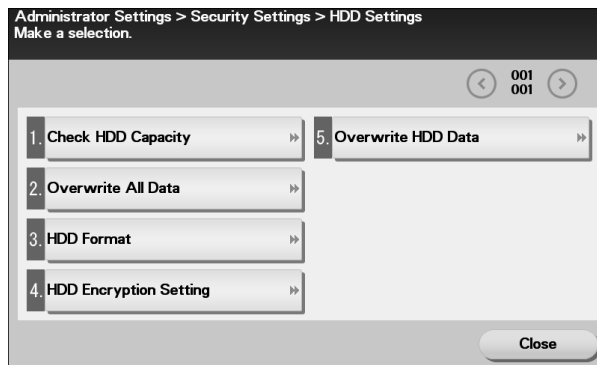 Administrator Settings > Security Settings > HDD Settings
Make a selection.
001
001
1. Check HDD Capacity
2. Overwrite All Data
3. HDD Format
4. HDD Encryption Setting
5. Overwrite HDD Data
Close